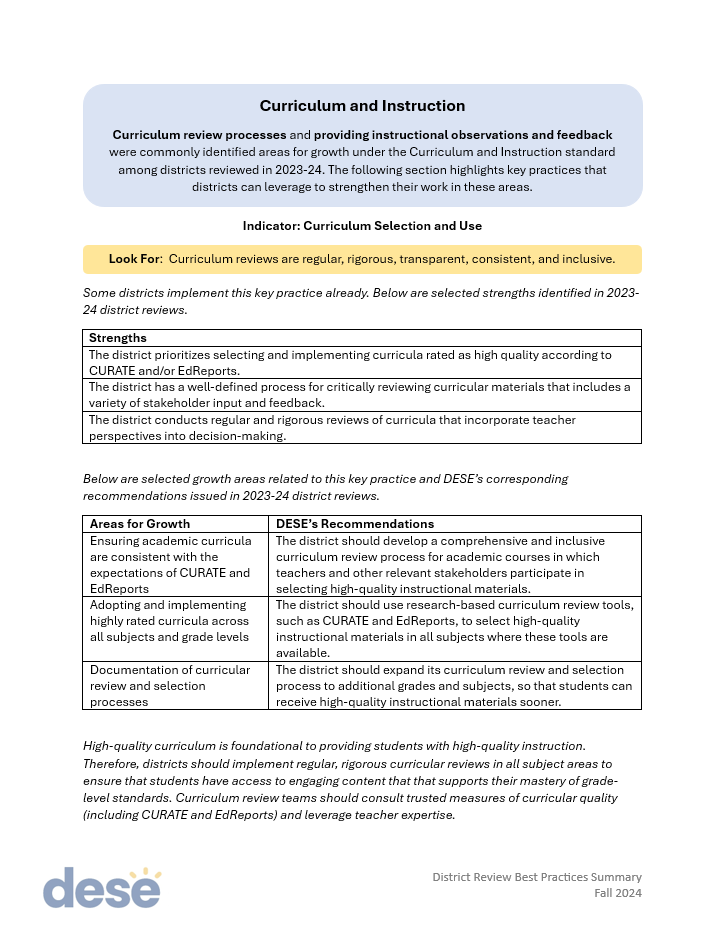 Curriculum and Instruction
Curriculum review processes and providing instructional observations and feedback
were commonly identified areas for growth under the Curriculum and Instruction standard
among districts reviewed in 2023-24. The following section highlights key practices that
districts can leverage to strengthen their work in these areas.
Indicator: Curriculum Selection and Use
Look For: Curriculum reviews are regular, rigorous, transparent, consistent, and inclusive.
Some districts implement this key practice already. Below are selected strengths identified in 2023-
24 district reviews.
Strengths
The district prioritizes selecting and implementing curricula rated as high quality according to
CURATE and/or EdReports.
The district has a well-defined process for critically reviewing curricular materials that includes a
variety of stakeholder input and feedback.
The district conducts regular and rigorous reviews of curricula that incorporate teacher
perspectives into decision-making.
Below are selected growth areas related to this key practice and DESE's corresponding
recommendations issued in 2023-24 district reviews.
Areas for Growth
DESE's Recommendations
Ensuring academic curricula
are consistent with the
expectations of CURATE and
EdReports
The district should develop a comprehensive and inclusive
curriculum review process for academic courses in which
teachers and other relevant stakeholders participate in
selecting high-quality instructional materials.
Adopting and implementing
highly rated curricula across
all subjects and grade levels
The district should use research-based curriculum review tools,
such as CURATE and EdReports, to select high-quality
instructional materials in all subjects where these tools are
available.
Documentation of curricular
review and selection
processes
The district should expand its curriculum review and selection
process to additional grades and subjects, so that students can
receive high-quality instructional materials sooner.
High-quality curriculum is foundational to providing students with high-quality instruction.
Therefore, districts should implement regular, rigorous curricular reviews in all subject areas to
ensure that students have access to engaging content that that supports their mastery of grade-
level standards. Curriculum review teams should consult trusted measures of curricular quality
(including CURATE and EdReports) and leverage teacher expertise.
dese
District Review Best Practices Summary
Fall 2024